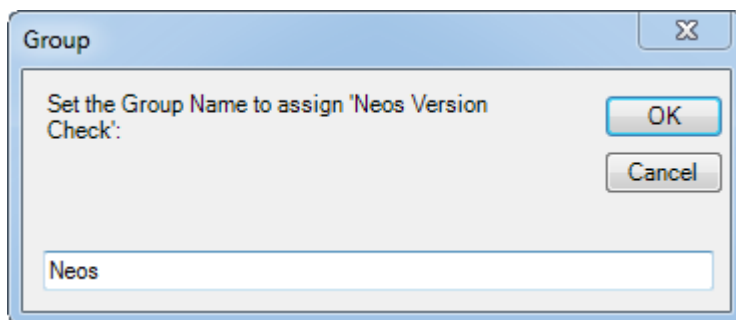 Group
Set the Group Name to assign 'Neos Version
Check':
OK
Cancel
Neos